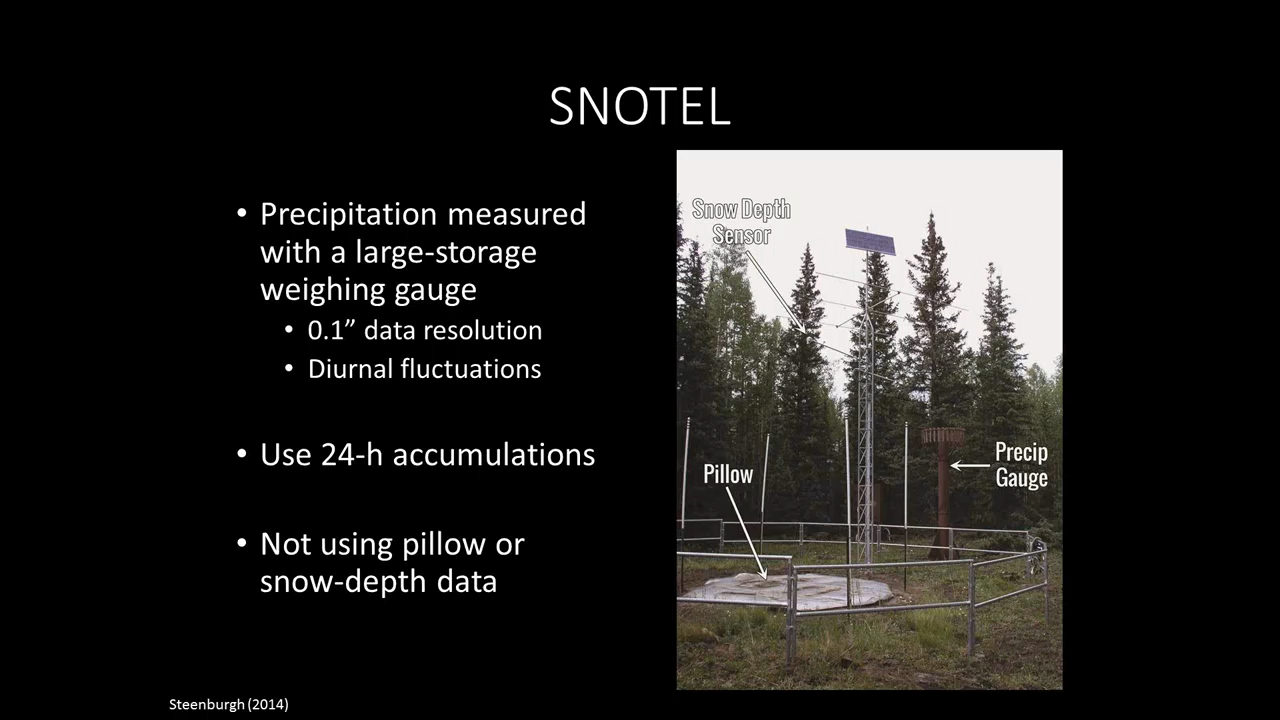 SNOTEL
• Precipitation measured
with a large-storage
weighing gauge
• 0.1” data resolution
• Diurnal fluctuations
• Use 24-h accumulations
• Not using pillow or
snow-depth data
Snow Depth
Sensor
Pillow
Precip
Gauge
Steenburgh (2014)